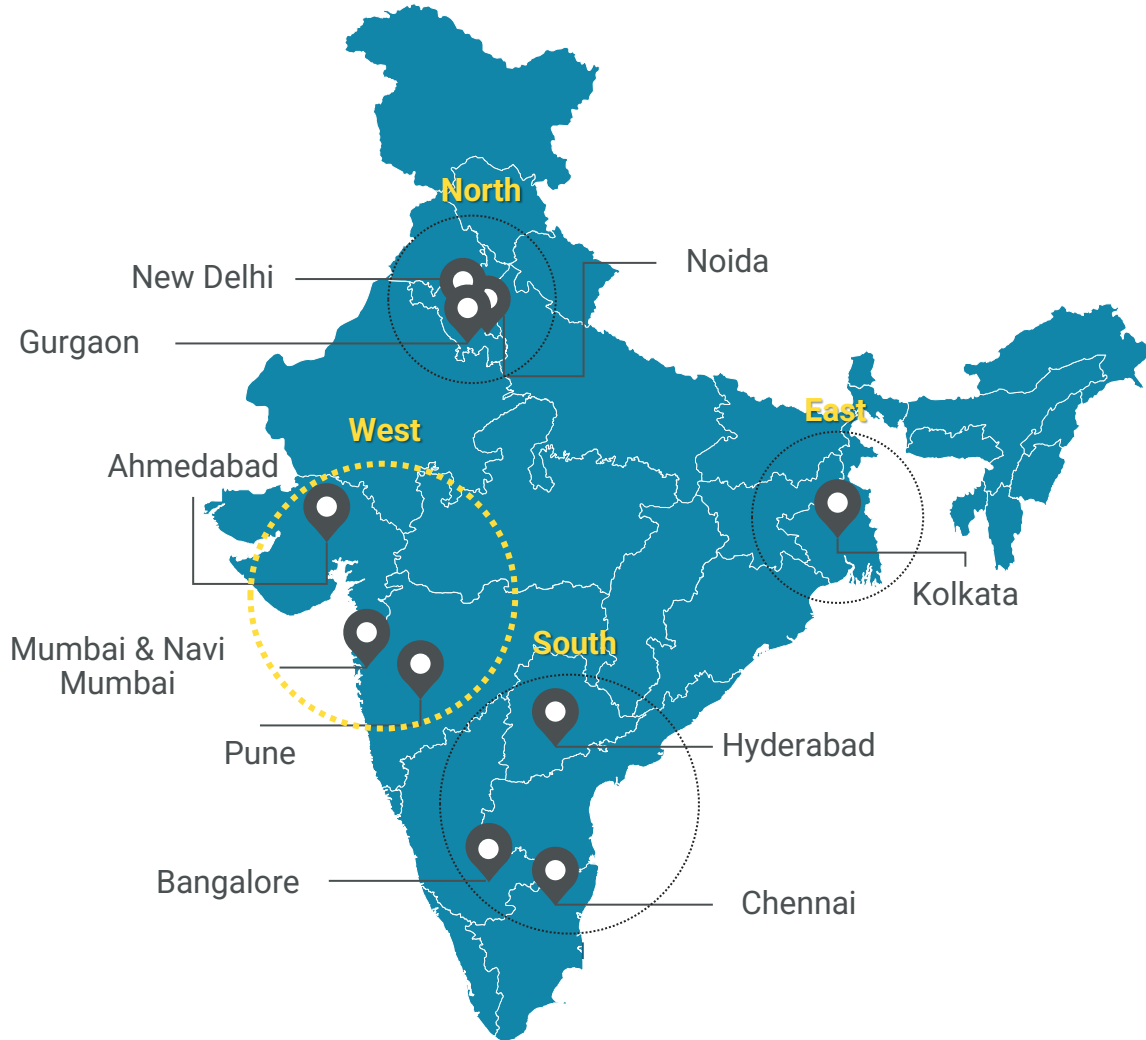 North
New Delhi
Noida
Gurgaon
East
West
Ahmedabad
Kolkata
South
Mumbai & Navi
Mumbai
Pune
Hyderabad
Bangalore
Chennai